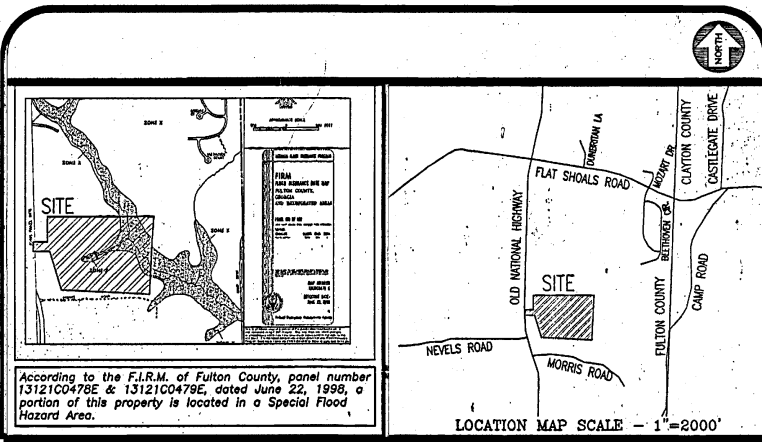 NORTH
ZONE X
ZONE X
ZONE X
SITE
FIRM
FLOOD INSURANCE RATE MAP
FULTON COUNTY,
GEORGIA
AND INCORPORATED AREAS
According to the F.I.R.M. of Fulton County, panel number
13121C0478E & 13121C0479E, dated June 22, 1998, a
portion of this property is located in a Special Flood
Hazard Area.
DUNBRITAN LA
MOZART DR.
CLAYTON COUNTY
CASTLEGATE DRIVE
FLAT SHOALS ROAD
OLD NATIONAL HIGHWAY
BEETHOVEN CIR.
SITE
FULTON COUNTY
CAMP ROAD
NEVELS ROAD
MORRIS ROAD
LOCATION MAP SCALE - 1"=2000'